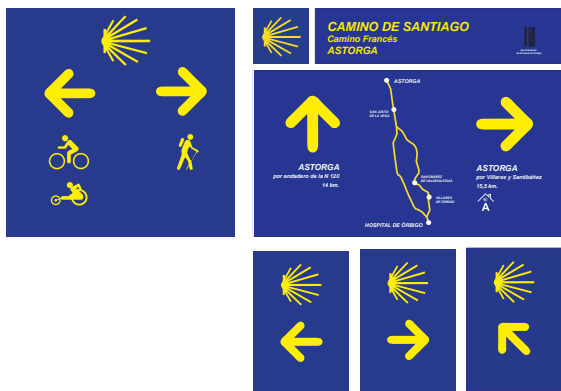 CAMINO DE SANTIAGO
Camino Francés
ASTORGA
ASTORGA
por andadero de la N 120
14 km.
ASTORGA
SAN JUSTO
DE LA VEGA
SANTIBÁÑEZ
DE VALDEIGLESIAS
VILLARES
DE ÓRBIGO
HOSPITAL DE ÓRBIGO
ASTORGA
por Villares y Santibáñez
15,5 km.
A